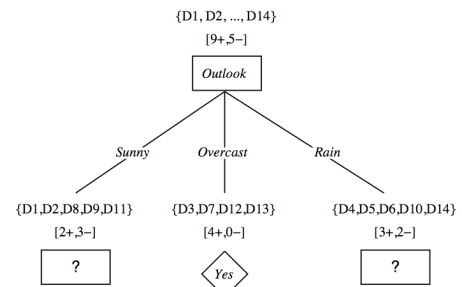 {D1, D2, ..., D14}
[9+,5−]
Outlook
Sunny Overcast Rain
{D1,D2,D8,D9,D11} {D3,D7,D12,D13} {D4,D5,D6,D10,D14}
[2+,3−] [4+,0−] [3+,2−]
? Yes ?